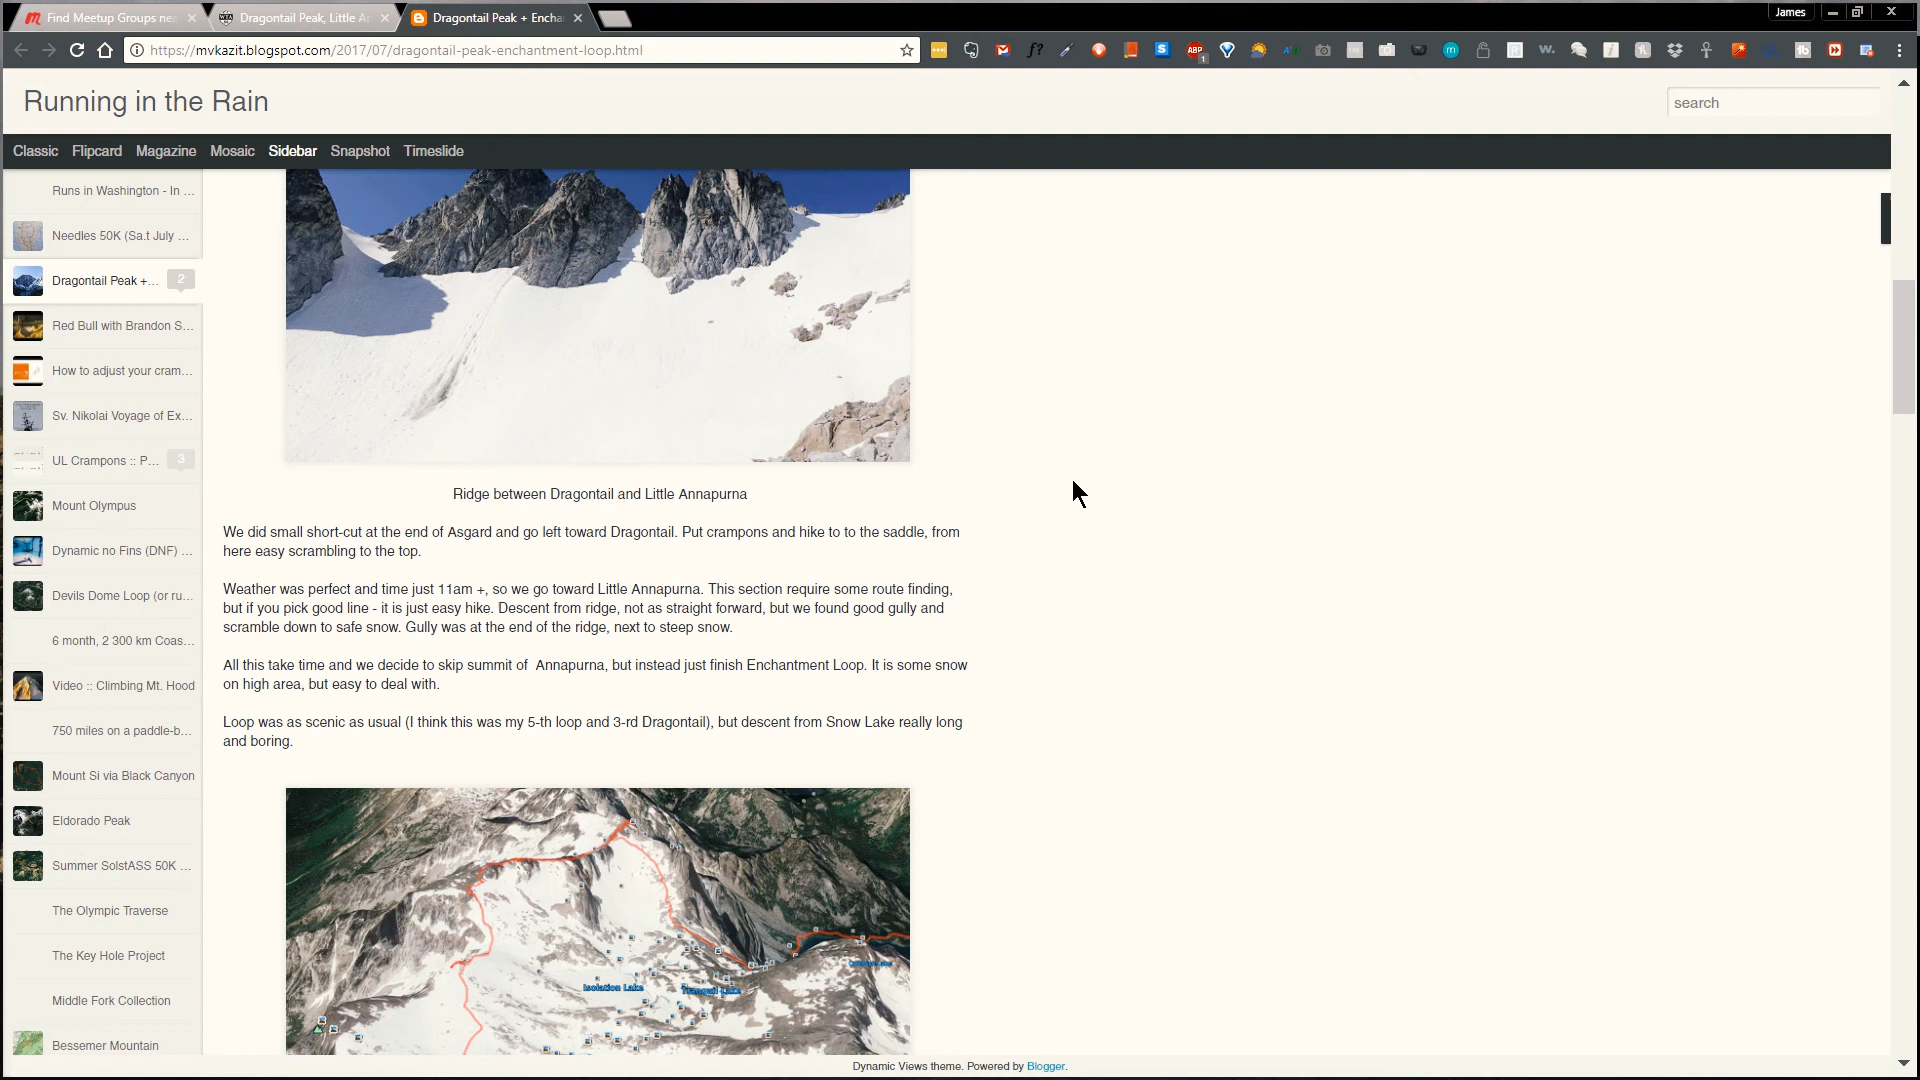 Find Meetup Groups nea
Dragontail Peak, Little A
Dragontail Peak + Encha
James
https://mvkazit.blogspot.com/2017/07/dragontail-peak-enchantment-loop.html
Running in the Rain
search
Classic Flipcard Magazine Mosaic Sidebar Snapshot Timeslide
Runs in Washington - In ...
Needles 50K (Sa.t July ...
Dragontail Peak +... 2
Red Bull with Brandon S...
How to adjust your cram...
Sv. Nikolai Voyage of Ex...
UL Crampons :: P... 3
Mount Olympus
Dynamic no Fins (DNF) ...
Devils Dome Loop (or ru...
6 month, 2 300 km Coas...
Video :: Climbing Mt. Hood
750 miles on a paddle-b...
Mount Si via Black Canyon
Eldorado Peak
Summer SolstASS 50K ...
The Olympic Traverse
The Key Hole Project
Middle Fork Collection
Bessemer Mountain
Ridge between Dragontail and Little Annapurna
We did small short-cut at the end of Asgard and go left toward Dragontail. Put crampons and hike to to the saddle, from
here easy scrambling to the top.
Weather was perfect and time just 11am +, so we go toward Little Annapurna. This section require some route finding,
but if you pick good line - it is just easy hike. Descent from ridge, not as straight forward, but we found good gully and
scramble down to safe snow. Gully was at the end of the ridge, next to steep snow.
All this take time and we decide to skip summit of  Annapurna, but instead just finish Enchantment Loop. It is some snow
on high area, but easy to deal with.
Loop was as scenic as usual (I think this was my 5-th loop and 3-rd Dragontail), but descent from Snow Lake really long
and boring.
Isolation Lake
Tranquil Lake
Dynamic Views theme. Powered by Blogger.